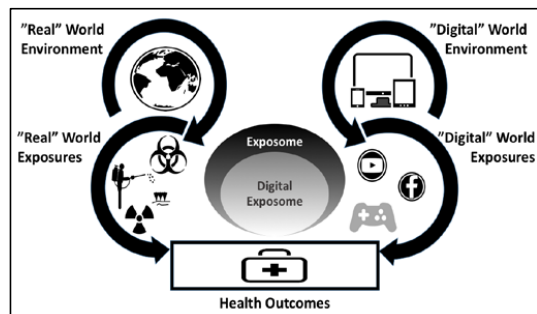 ”Real” World
Environment
”Digital” World
Environment
”Real” World
Exposures
”Digital” World
Exposures
Exposome
Digital
Exposome
Health Outcomes